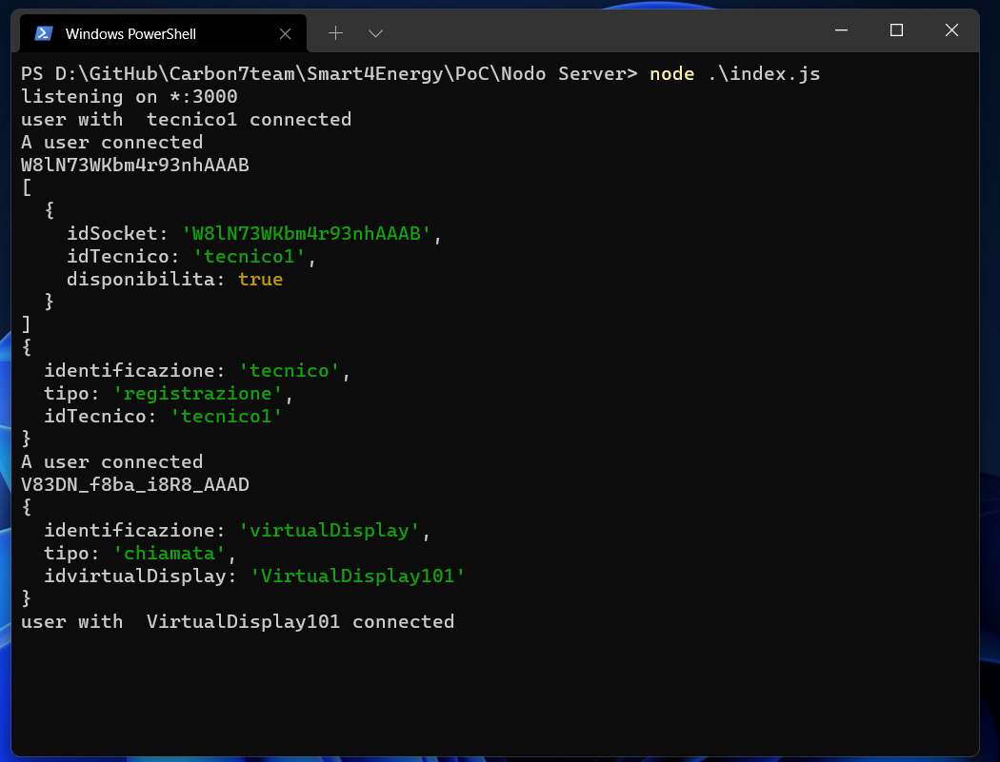 Windows PowerShell
PS D:\GitHub\Carbon7team\Smart4Energy\PoC\Nodo Server> node .\index.js
listening on *:3000
user with  tecnico1 connected
A user connected
W8lN73WKbm4r93nhAAAB
[
  {
    idSocket: 'W8lN73WKbm4r93nhAAAB',
    idTecnico: 'tecnico1',
    disponibilita: true
  }
]
{
  identificazione: 'tecnico',
  tipo: 'registrazione',
  idTecnico: 'tecnico1'
}
A user connected
V83DN_f8ba_i8R8_AAAD
{
  identificazione: 'virtualDisplay',
  tipo: 'chiamata',
  idvirtualDisplay: 'VirtualDisplay101'
}
user with  VirtualDisplay101 connected